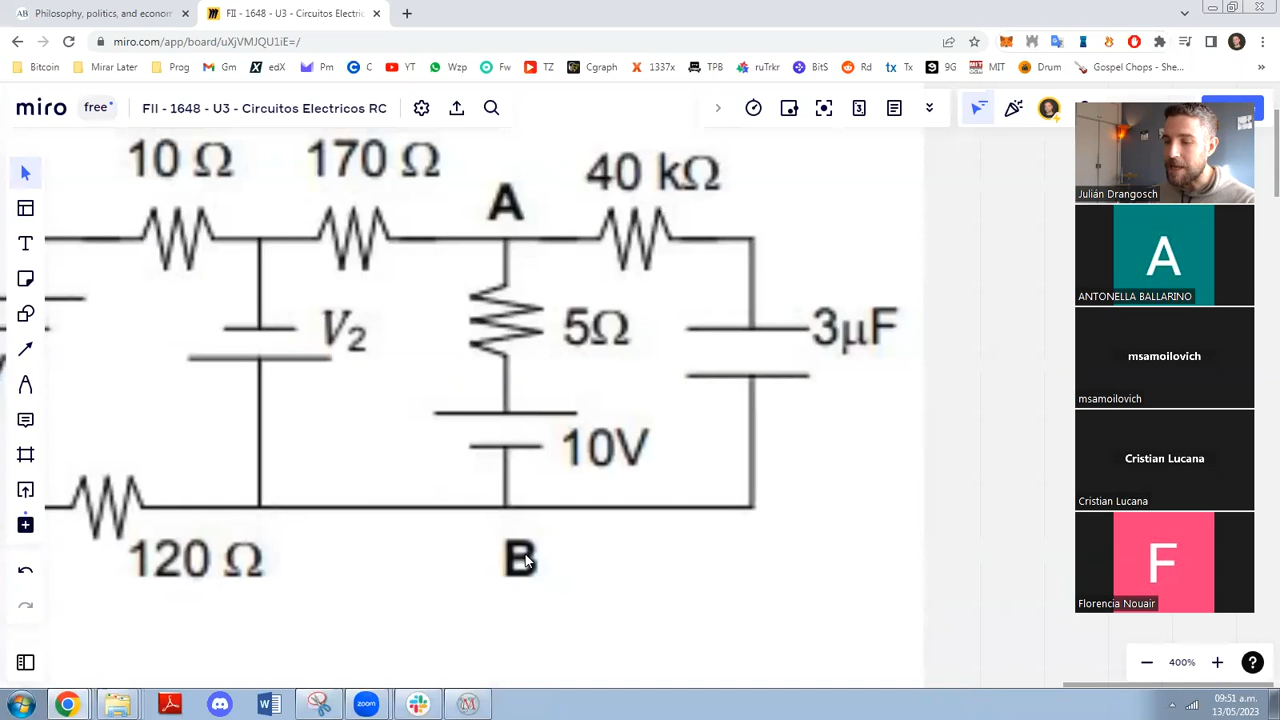 Philosophy, politics, and econom
FII - 1648 - U3 - Circuitos Electric
miro.com/app/board/uXjVMJQU1iE=/
Bitcoin
Mirar Later
Prog
Gm
edX
Pm
C
YT
Wzp
Fw
TZ
Cgraph
1337x
TPB
ruTrkr
BitS
Rd
tx Tx
9G
MIT
Drum
Gospel Chops - She...
»
miro
free
FII - 1648 - U3 - Circuitos Electricos RC
10 Ω
170 Ω
A
40 kΩ
V2
5Ω
3µF
10V
120 Ω
B
Julián Drangosch
A
ANTONELLA BALLARINO
msamoilovich
msamoilovich
Cristian Lucana
Cristian Lucana
F
Florencia Nouair
400%
?
zoom
09:51 a.m.
13/05/2023